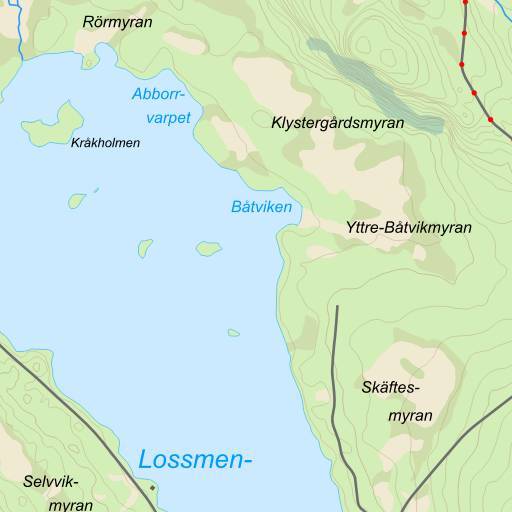 Rörmyran
Abborr-
varpet
Klystergårdsmyran
Kråkholmen
Båtviken
Yttre-Båtvikmyran
Skäftes-
myran
Lossmen-
Selvvik-
myran